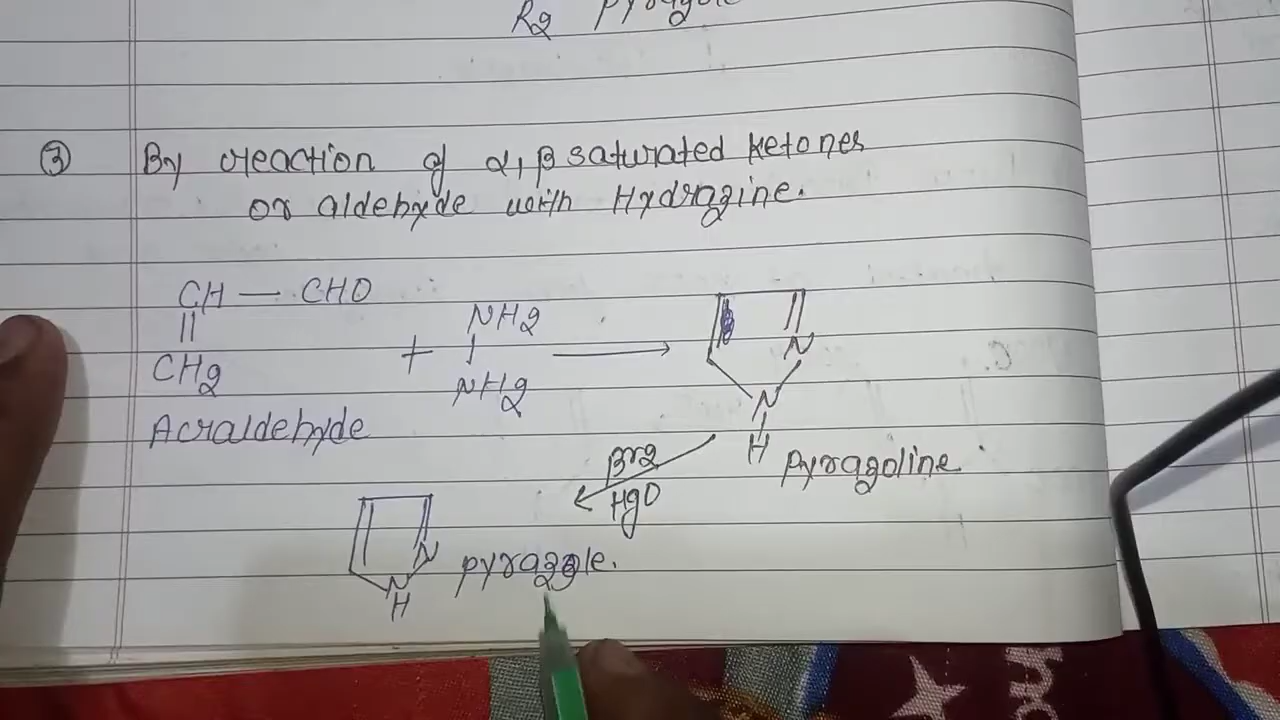 R2 Pyrazole
③ By reaction of α,β saturated ketones
or aldehyde with Hydrazine.
CH — CHO
||
CH2
+
NH2
|
NH2
⟶
N
N
H
Acraldehyde
Pyrazoline
Br2
HgO
N
N
H
pyrazole.